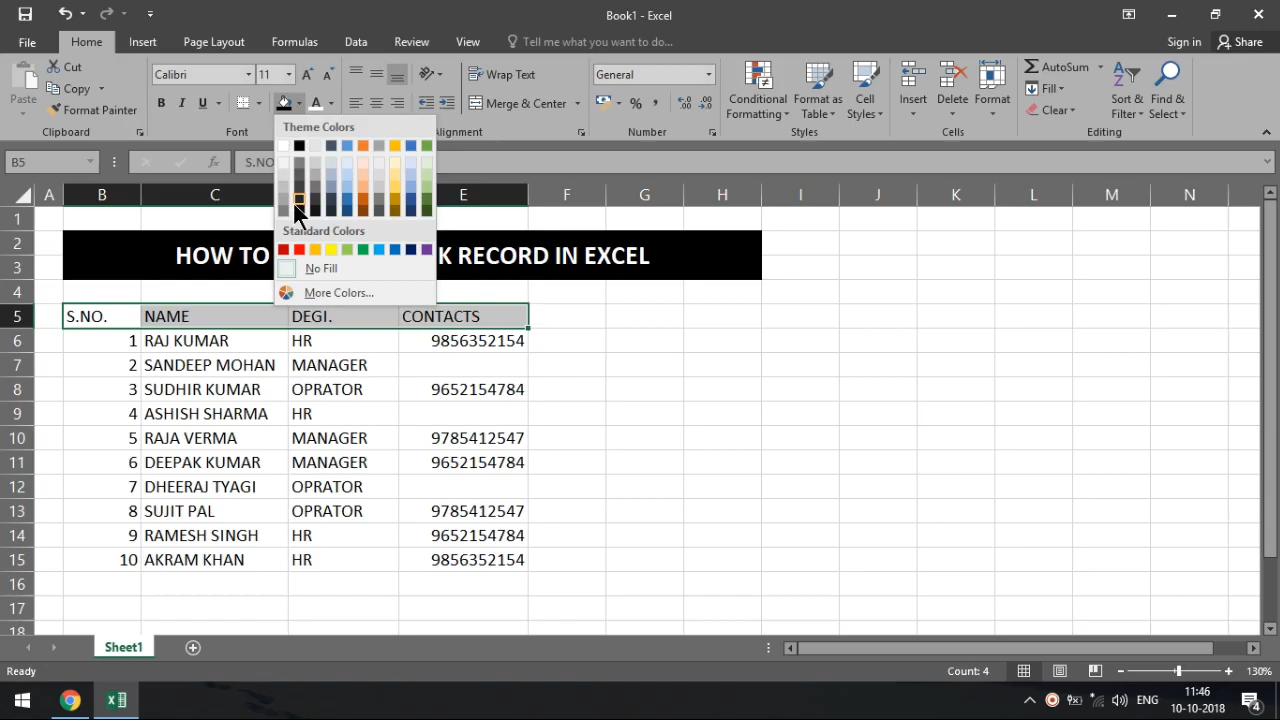 Book1 - Excel
File Home Insert Page Layout Formulas Data Review View Tell me what you want to do... Sign in Share
Cut
Copy
Format Painter
Paste
Clipboard
Calibri 11
B I U
Font
Wrap Text
Merge & Center
Alignment
General
%
Number
Conditional Formatting
Format as Table
Cell Styles
Styles
Insert
Delete
Format
Cells
AutoSum
Fill
Clear
Sort & Filter
Find & Select
Editing
Theme Colors
Standard Colors
No Fill
More Colors...
B5 fx S.NO
A B C E F G H I J K L M N
1
2
3
HOW TO K RECORD IN EXCEL
4
5 S.NO. NAME DEGI. CONTACTS
6 1 RAJ KUMAR HR 9856352154
7 2 SANDEEP MOHAN MANAGER
8 3 SUDHIR KUMAR OPRATOR 9652154784
9 4 ASHISH SHARMA HR
10 5 RAJA VERMA MANAGER 9785412547
11 6 DEEPAK KUMAR MANAGER 9652154784
12 7 DHEERAJ TYAGI OPRATOR
13 8 SUJIT PAL OPRATOR 9785412547
14 9 RAMESH SINGH HR 9652154784
15 10 AKRAM KHAN HR 9856352154
16
17
18
Sheet1
Ready Count: 4 130%
ENG 11:46
10-10-2018
4